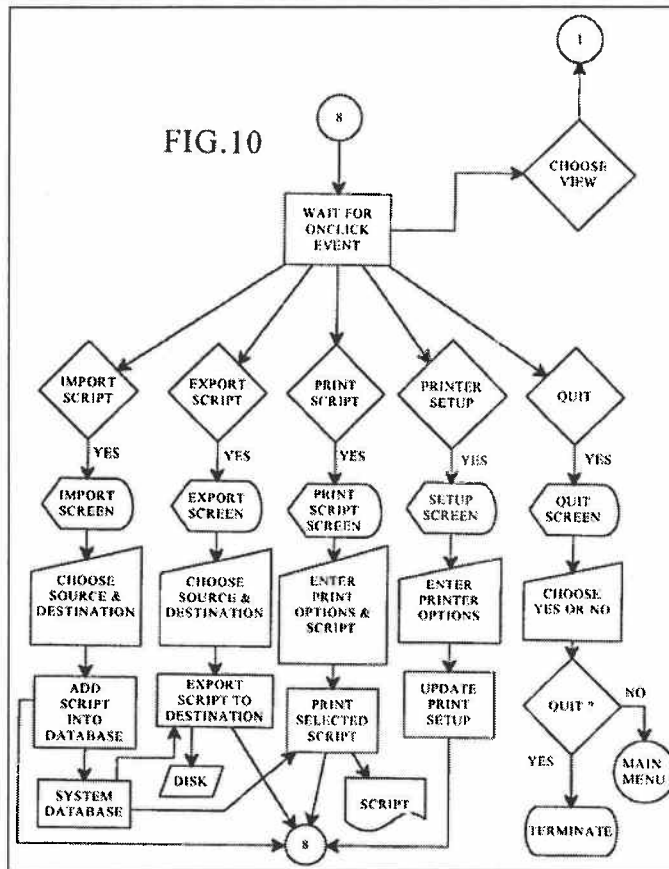 1
8
FIG.10
CHOOSE
VIEW
WAIT FOR
ONCLICK
EVENT
IMPORT
SCRIPT
EXPORT
SCRIPT
PRINT
SCRIPT
PRINTER
SETUP
QUIT
YES
YES
YES
YES
YES
IMPORT
SCREEN
EXPORT
SCREEN
PRINT
SCRIPT
SCREEN
SETUP
SCREEN
QUIT
SCREEN
CHOOSE
SOURCE &
DESTINATION
CHOOSE
SOURCE &
DESTINATION
ENTER
PRINT
OPTIONS &
SCRIPT
ENTER
PRINTER
OPTIONS
CHOOSE
YES OR NO
ADD
SCRIPT
INTO
DATABASE
EXPORT
SCRIPT TO
DESTINATION
PRINT
SELECTED
SCRIPT
UPDATE
PRINT
SETUP
QUIT ?
NO
YES
MAIN
MENU
SYSTEM
DATABASE
DISK
SCRIPT
8
TERMINATE